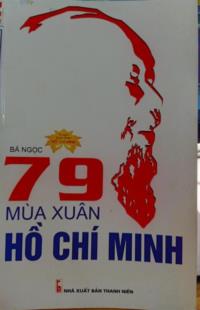 BÁ NGỌC
79
MÙA XUÂN
HỒ CHÍ MINH
NHÀ XUẤT BẢN THANH NIÊN